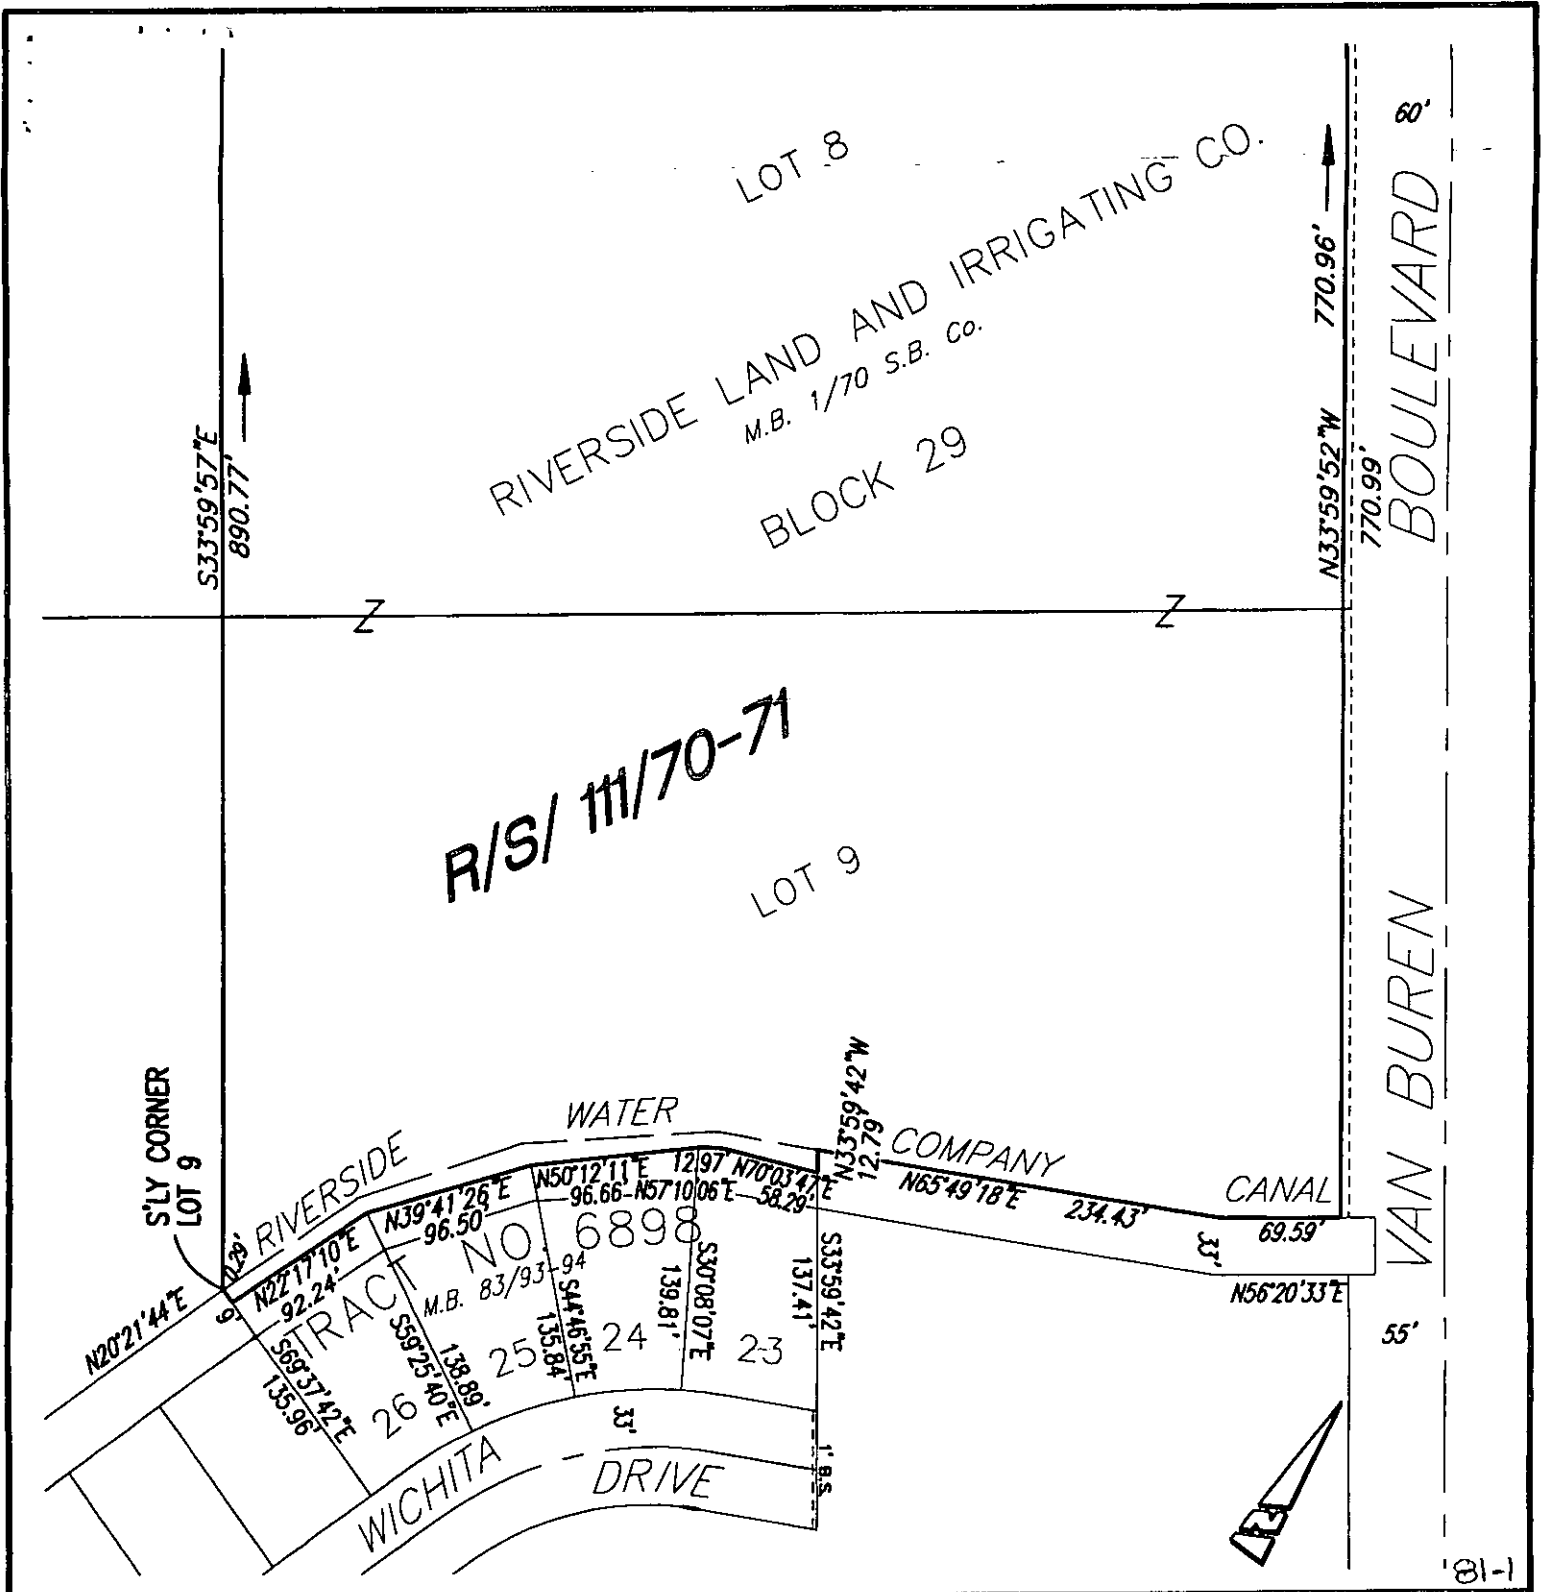 60'
LOT 8
RIVERSIDE LAND AND IRRIGATING CO.
M.B. 1/70 S.B. Co.
BLOCK 29
770.96'
N33°59'52"W
770.99'
VAN BUREN BOULEVARD
S33°59'57"E
890.77'
Z
Z
R/S/ 111/70-71
LOT 9
S'LY CORNER
LOT 9
RIVERSIDE WATER COMPANY CANAL
N33°59'42"W
12.79'
0.29'
9'
N20°21'44"E
N22°17'10"E
92.24'
N39°41'26"E
96.50'
N50°12'11"E
96.66
12.97'
N57°10'06"E
N70°03'47"E
58.29'
N65°49'18"E
234.43'
69.59'
33'
N56°20'33"E
55'
TRACT NO. 6898
M.B. 83/93-94
S69°37'42"E
135.96'
26
S59°25'40"E
138.89'
25
S44°46'55"E
135.84'
24
S30°08'07"E
139.81'
23
S33°59'42"E
137.41'
33'
1' B.S.
WICHITA DRIVE
N
81-1